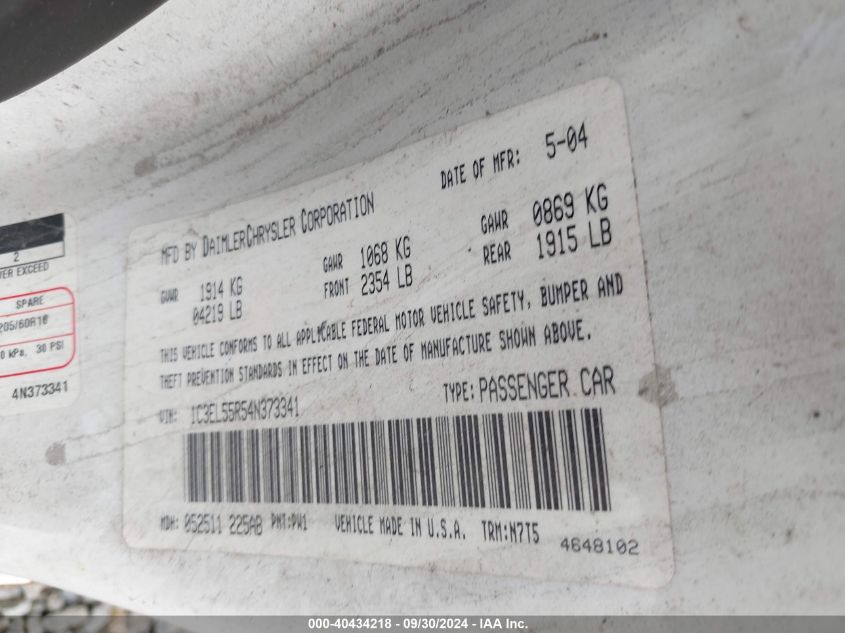 MFD BY DAIMLERCHRYSLER CORPORATION
DATE OF MFR: 5-04
GVWR 1914 KG
04219 LB
GAWR FRONT 1068 KG
2354 LB
GAWR REAR 0869 KG
1915 LB
THIS VEHICLE CONFORMS TO ALL APPLICABLE FEDERAL MOTOR VEHICLE SAFETY, BUMPER AND
THEFT PREVENTION STANDARDS IN EFFECT ON THE DATE OF MANUFACTURE SHOWN ABOVE.
VIN: 1C3EL55R54N373341
TYPE: PASSENGER CAR
MDH: 052511 225AB PNT:PW1 VEHICLE MADE IN U.S.A. TRM:N7T5
4648102
2
EXCEED
SPARE
205/60R16
kPa, 30 PSI
4N373341
000-40434218 - 09/30/2024 - IAA Inc.